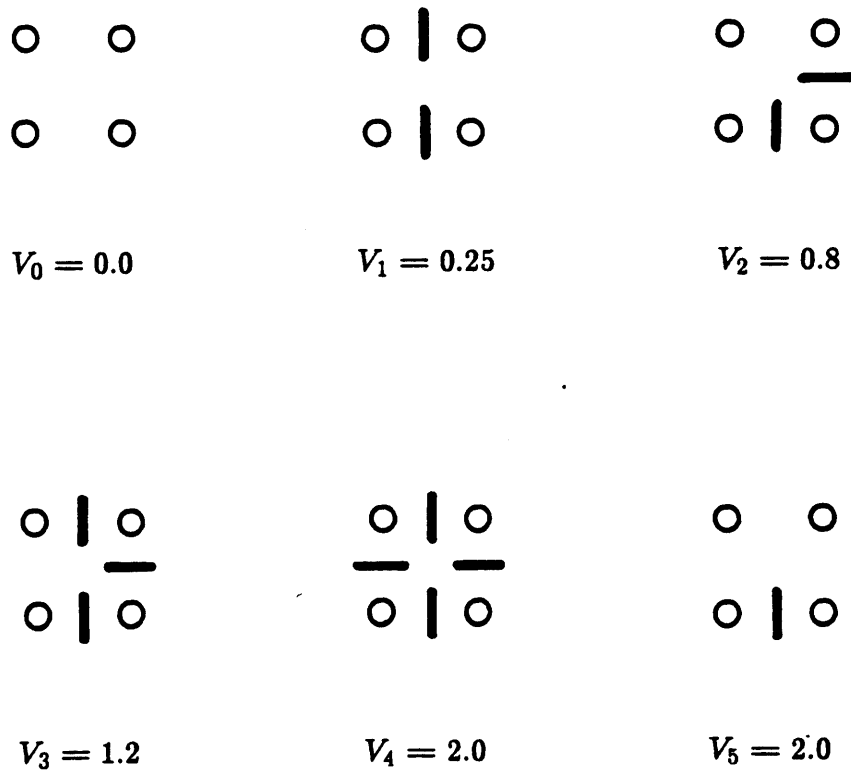 V₀ = 0.0
V₁ = 0.25
V₂ = 0.8
V₃ = 1.2
V₄ = 2.0
V₅ = 2.0